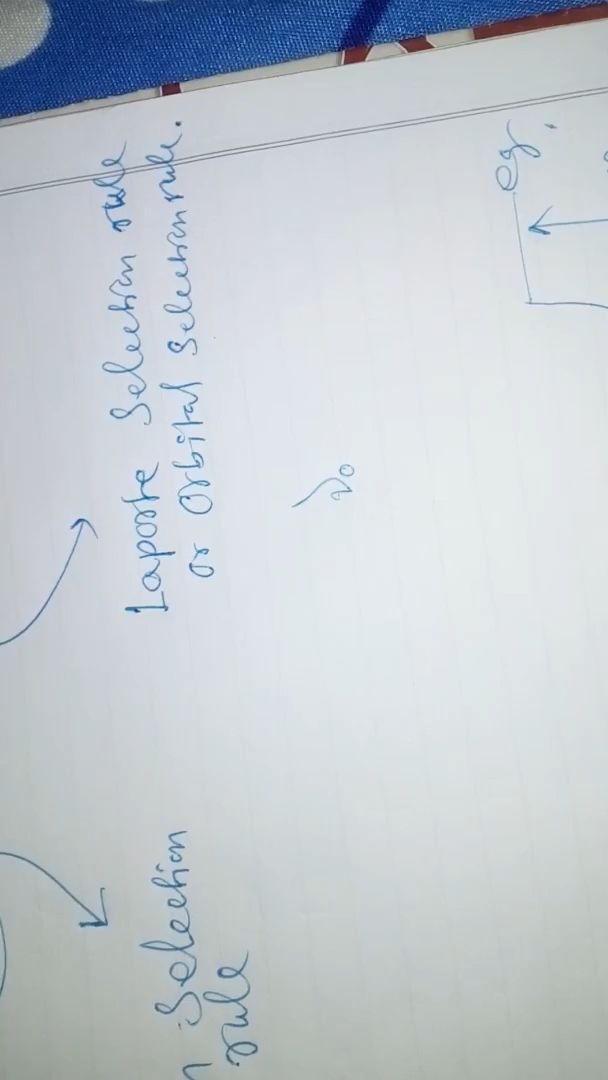 n Selection
rule
Laporte Selection rule
or Orbital Selection rule.
eg,